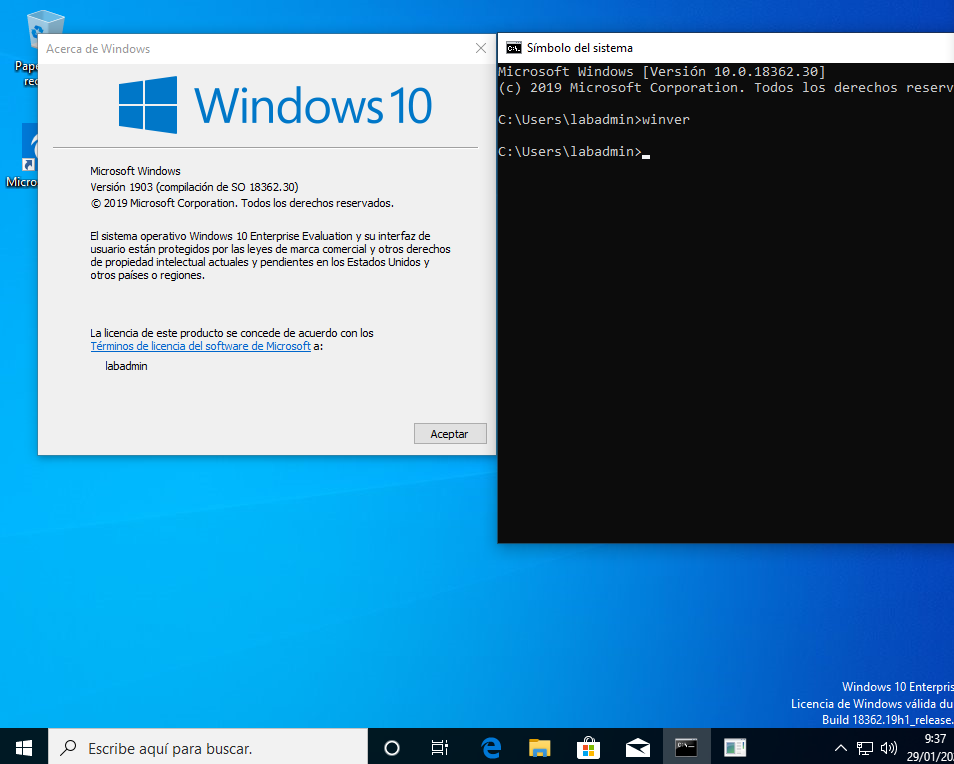 Acerca de Windows
Windows 10
Microsoft Windows
Versión 1903 (compilación de SO 18362.30)
© 2019 Microsoft Corporation. Todos los derechos reservados.
El sistema operativo Windows 10 Enterprise Evaluation y su interfaz de
usuario están protegidos por las leyes de marca comercial y otros derechos
de propiedad intelectual actuales y pendientes en los Estados Unidos y
otros países o regiones.
La licencia de este producto se concede de acuerdo con los
Términos de licencia del software de Microsoft a:
labadmin
Aceptar
Símbolo del sistema
Microsoft Windows [Versión 10.0.18362.30]
(c) 2019 Microsoft Corporation. Todos los derechos reserv
C:\Users\labadmin>winver
C:\Users\labadmin>
Windows 10 Enterpris
Licencia de Windows válida du
Build 18362.19h1_release.
Escribe aquí para buscar.
9:37
29/01/20